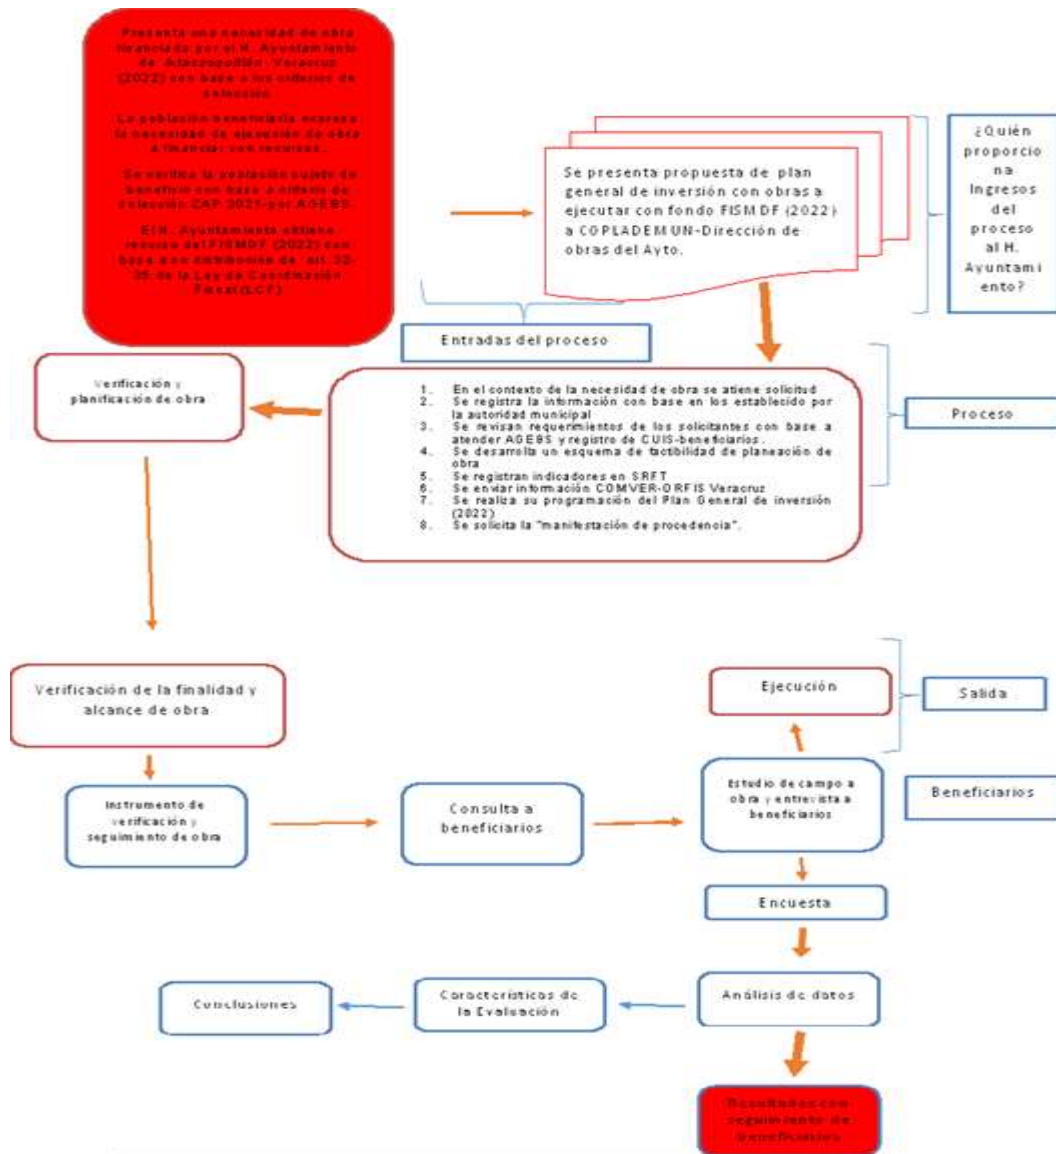 Presenta una necesidad de obra
financiada por el H. Ayuntamiento
de Veracruz
(2022) con base a los criterios de
selección
La población beneficiaria expresa
la necesidad de ejecución de obra
a financiar con recursos.
Se verifica la población sujeto de
beneficio con base a criterio de
selección ZAP 2021-por AGEBS.
El H. Ayuntamiento obtiene
recurso del FISMDF (2022) con
base a su distribución de art. 32-
35 de la Ley de Coordinación
Fiscal (LCF)
Se presenta propuesta de plan
general de inversión con obras a
ejecutar con fondo FISMDF (2022)
a COPLADEMUN-Dirección de
obras del Ayto.
¿Quién
proporcio
na
Ingresos
del
proceso
al H.
Ayuntami
ento?
Entradas del proceso
Verificación y
planificación de obra
1. En el contexto de la necesidad de obra se atiene solicitud
2. Se registra la información con base en los establecido por
la autoridad municipal
3. Se revisan requerimientos de los solicitantes con base a
atender AGEBS y registro de CUIS-beneficiarios.
4. Se desarrolla un esquema de factibilidad de planeación de
obra
5. Se registran indicadores en SRFT
6. Se enviar información COMVER-ORFIS Veracruz
7. Se realiza su programación del Plan General de inversión
(2022)
8. Se solicita la "manifestación de procedencia".
Proceso
Verificación de la finalidad y
alcance de obra
Ejecución
Salida
Instrumento de
verificación y
seguimiento de obra
Consulta a
beneficiarios
Estudio de campo a
obra y entrevista a
beneficiarios
Beneficiarios
Encuesta
Análisis de datos
Características de
la Evaluación
Conclusiones
Resultados con
seguimiento de
beneficiarios